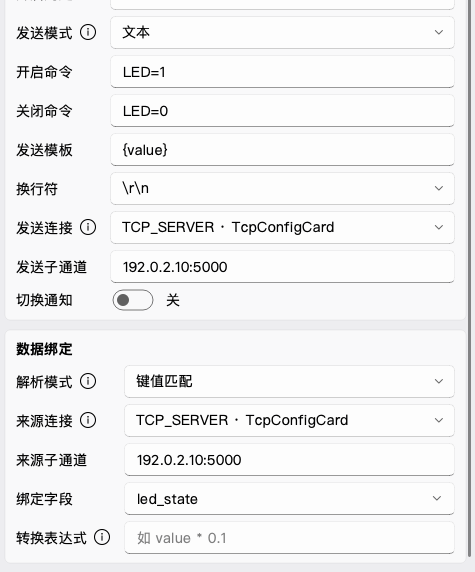 发送模式 文本
开启命令 LED=1
关闭命令 LED=0
发送模板 {value}
换行符 \r\n
发送连接 TCP_SERVER · TcpConfigCard
发送子通道 192.0.2.10:5000
切换通知 关
数据绑定
解析模式 键值匹配
来源连接 TCP_SERVER · TcpConfigCard
来源子通道 192.0.2.10:5000
绑定字段 led_state
转换表达式 如 value * 0.1